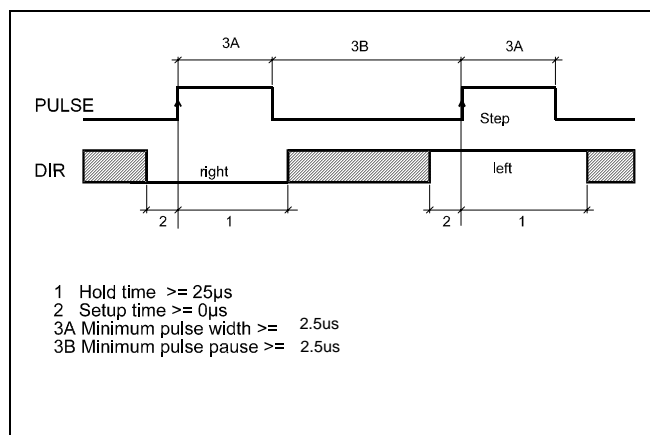 3A 3B 3A
PULSE
Step
DIR
right left
2 1 2 1
1 Hold time >= 25µs
2 Setup time >= 0µs
3A Minimum pulse width >= 2.5us
3B Minimum pulse pause >= 2.5us